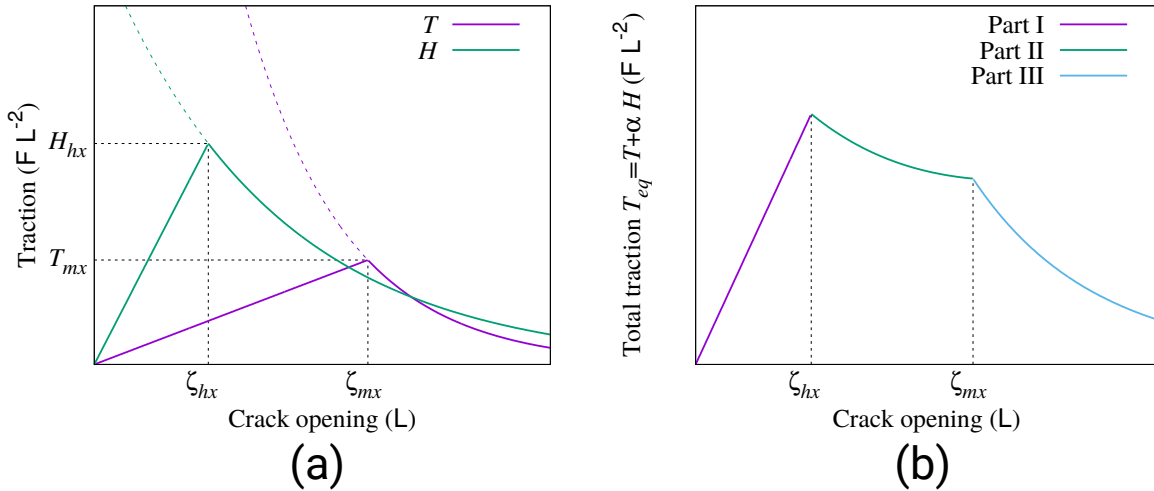 T
H
Traction (F L⁻²)
H_hx
T_mx
ζ_hx
ζ_mx
Crack opening (L)
(a)
Part I
Part II
Part III
Total traction T_eq=T+α H (F L⁻²)
ζ_hx
ζ_mx
Crack opening (L)
(b)